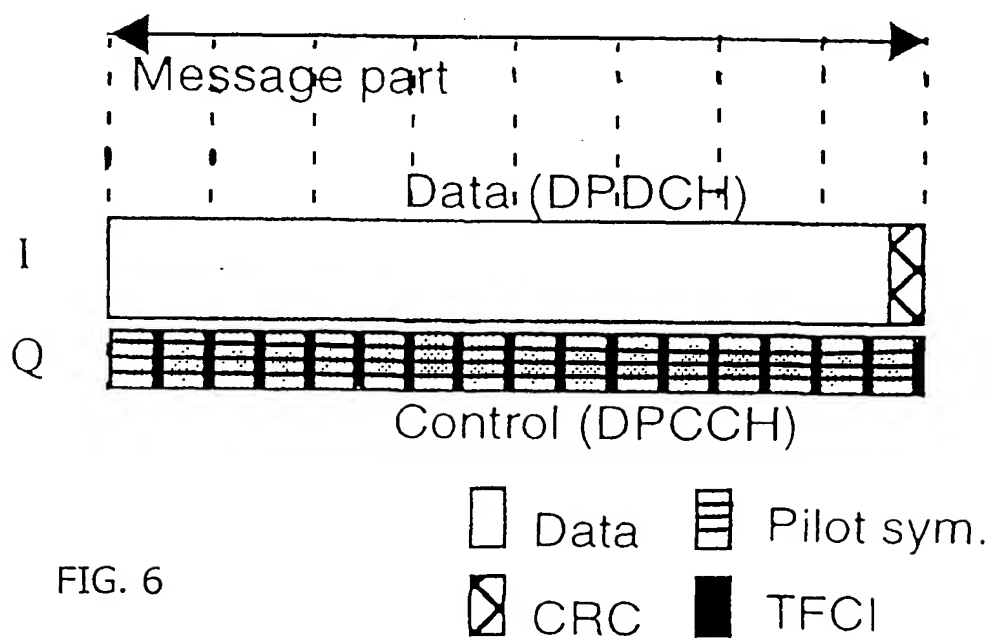 Message part
Data (DPDCH)
I
Q
Control (DPCCH)
Data
Pilot sym.
CRC
TFCI
FIG. 6